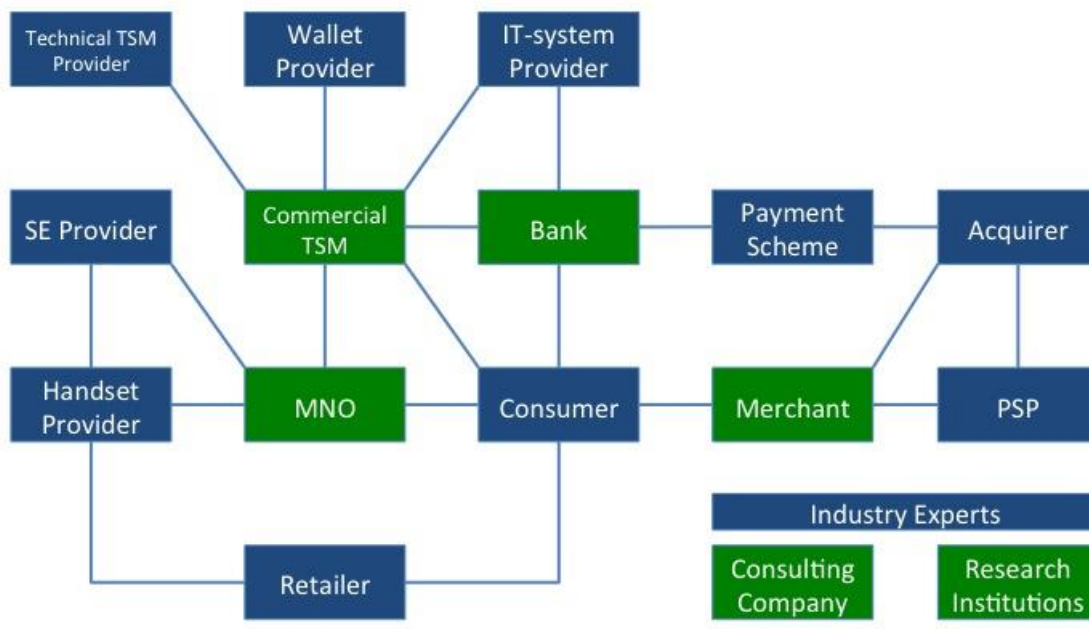 Technical TSM
Provider
Wallet
Provider
IT-system
Provider
SE Provider
Commercial
TSM
Bank
Payment
Scheme
Acquirer
Handset
Provider
MNO
Consumer
Merchant
PSP
Industry Experts
Retailer
Consulting
Company
Research
Institutions